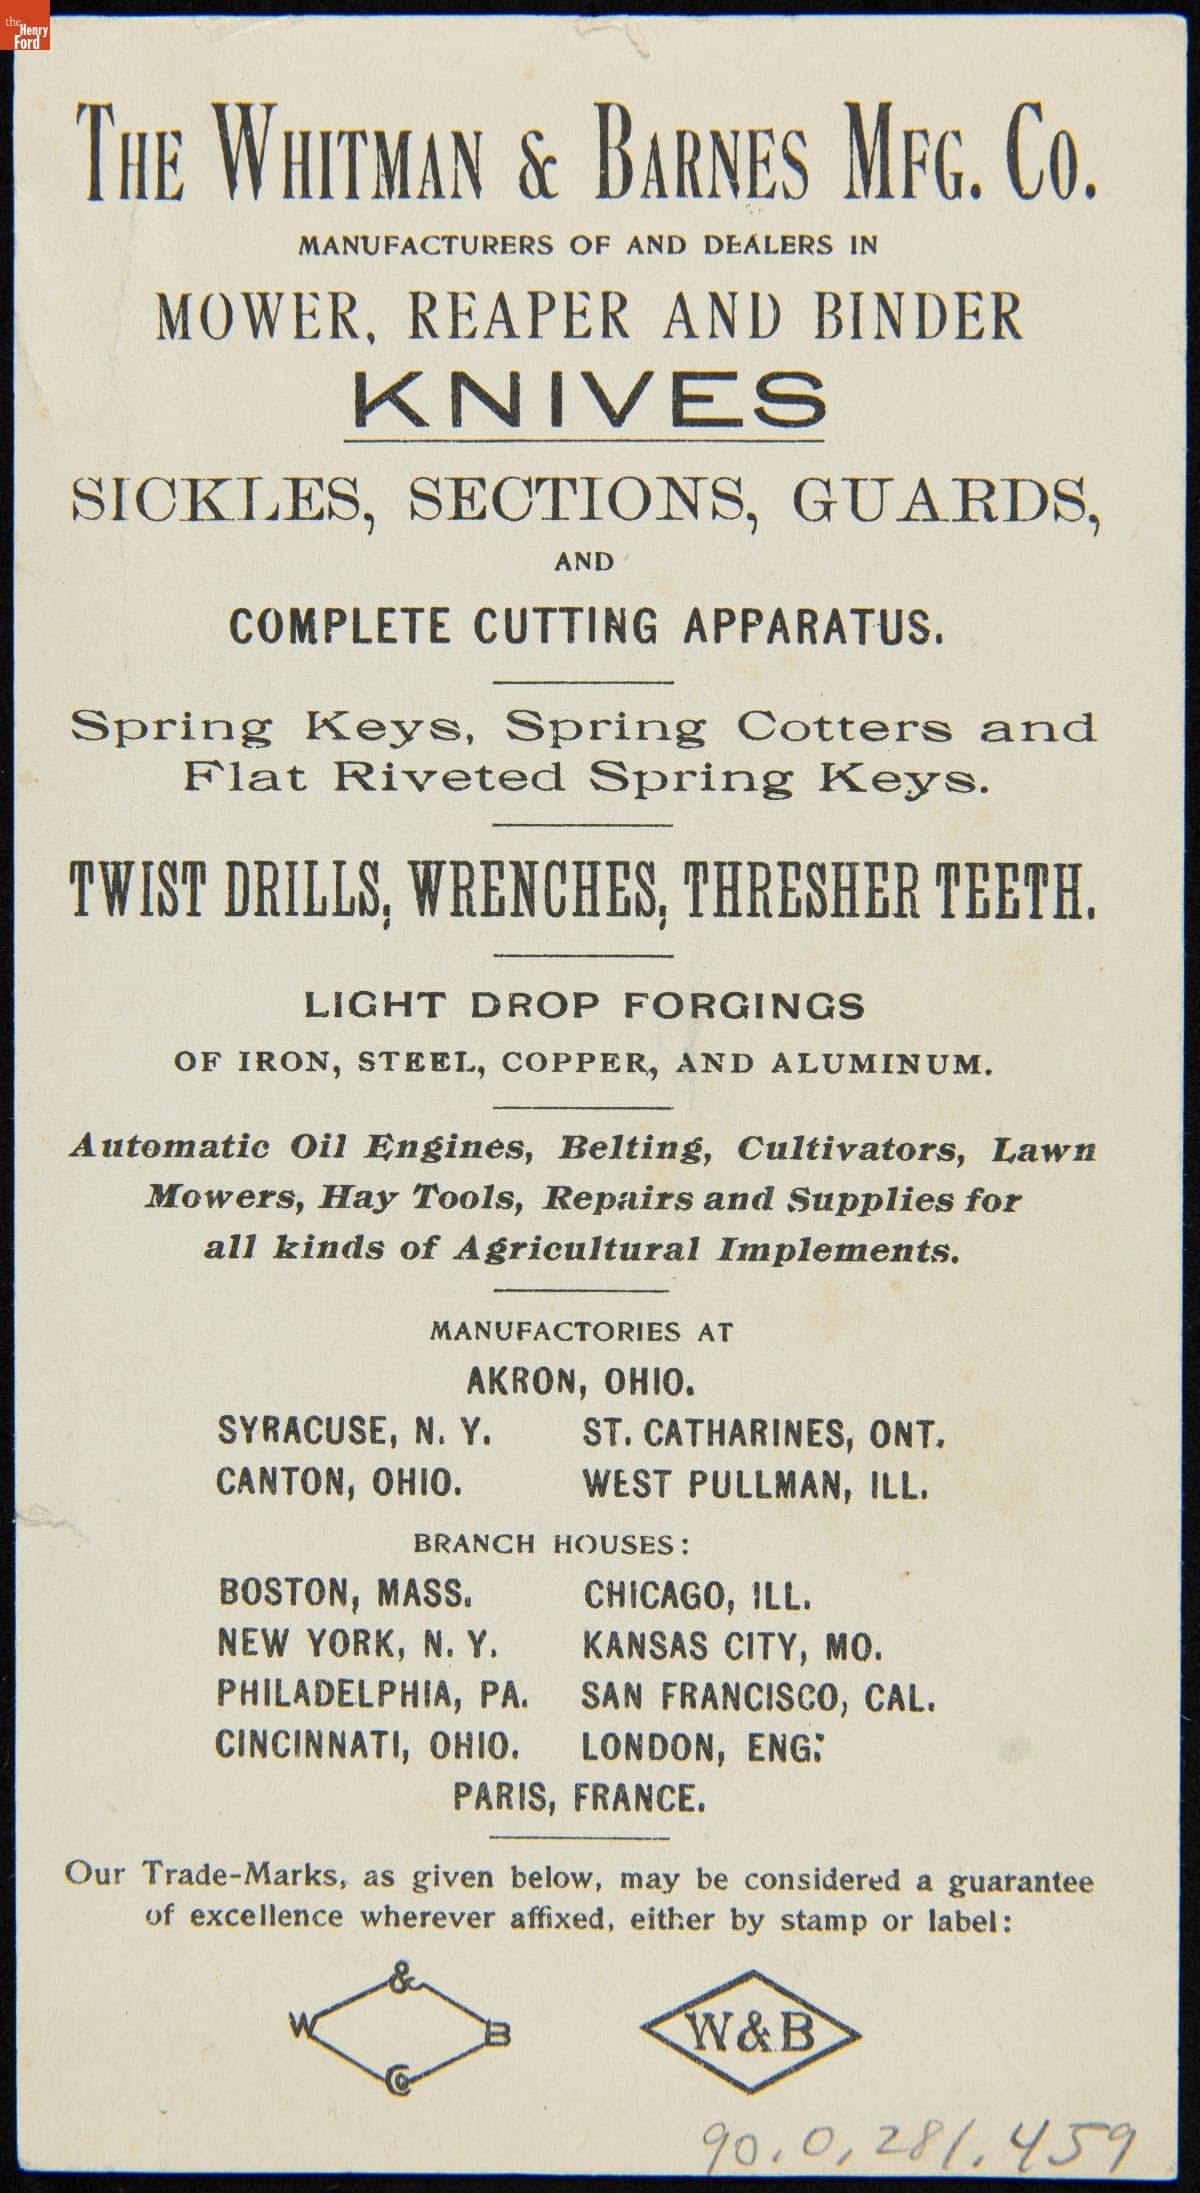 the
Henry
Ford
THE WHITMAN & BARNES MFG. CO.
MANUFACTURERS OF AND DEALERS IN
MOWER, REAPER AND BINDER
KNIVES
SICKLES, SECTIONS, GUARDS,
AND
COMPLETE CUTTING APPARATUS.
Spring Keys, Spring Cotters and
Flat Riveted Spring Keys.
TWIST DRILLS, WRENCHES, THRESHER TEETH.
LIGHT DROP FORGINGS
OF IRON, STEEL, COPPER, AND ALUMINUM.
Automatic Oil Engines, Belting, Cultivators, Lawn
Mowers, Hay Tools, Repairs and Supplies for
all kinds of Agricultural Implements.
MANUFACTORIES AT
AKRON, OHIO.
SYRACUSE, N. Y. ST. CATHARINES, ONT.
CANTON, OHIO. WEST PULLMAN, ILL.
BRANCH HOUSES:
BOSTON, MASS. CHICAGO, ILL.
NEW YORK, N. Y. KANSAS CITY, MO.
PHILADELPHIA, PA. SAN FRANCISCO, CAL.
CINCINNATI, OHIO. LONDON, ENG.
PARIS, FRANCE.
Our Trade-Marks, as given below, may be considered a guarantee
of excellence wherever affixed, either by stamp or label:
W & B Co W&B
90.0.281.459